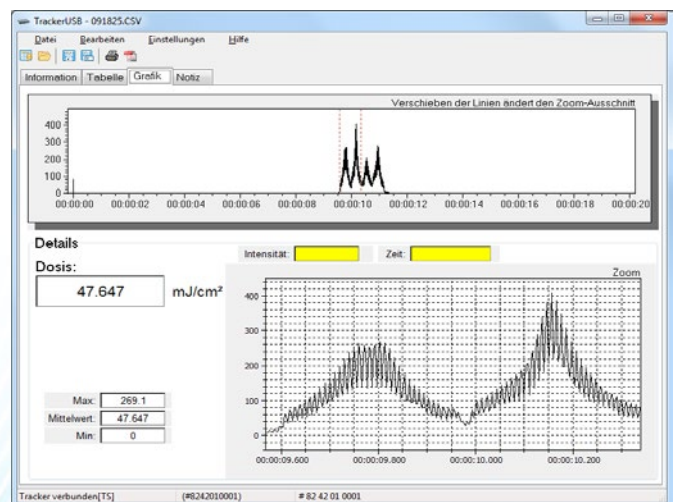 TrackerUSB - 091825.CSV
Datei Bearbeiten Einstellungen Hilfe
Information Tabelle Grafik Notiz
Verschieben der Linien ändert den Zoom-Ausschnitt
400
300
200
100
0
00:00:00 00:00:02 00:00:04 00:00:06 00:00:08 00:00:10 00:00:12 00:00:14 00:00:16 00:00:18 00:00:20
Details
Intensität: Zeit:
Dosis:
47.647 mJ/cm²
Zoom
400
300
200
100
0
00:00:09.600 00:00:09.800 00:00:10.000 00:00:10.200
Max: 269.1
Mittelwert: 47.647
Min: 0
Tracker verbunden[TS] (#8242010001) # 82 42 01 0001